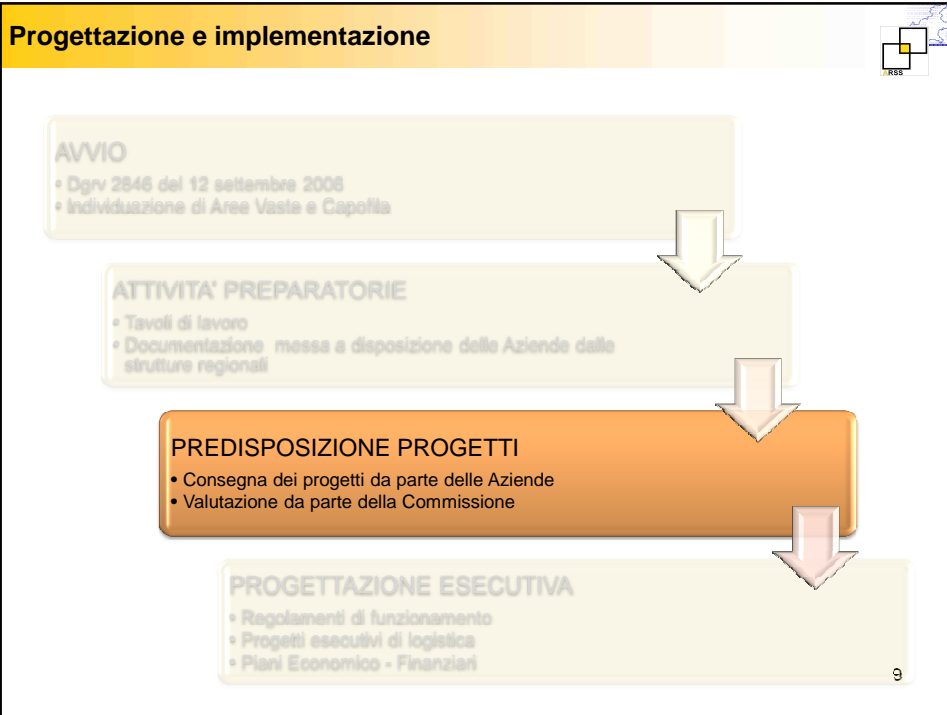 Progettazione e implementazione
ARSS
AVVIO
• Dgrv 2846 del 12 settembre 2006
• Individuazione di Aree Vaste e Capofila
ATTIVITA' PREPARATORIE
• Tavoli di lavoro
• Documentazione messa a disposizione delle Aziende dalle
strutture regionali
PREDISPOSIZIONE PROGETTI
• Consegna dei progetti da parte delle Aziende
• Valutazione da parte della Commissione
PROGETTAZIONE ESECUTIVA
• Regolamenti di funzionamento
• Progetti esecutivi di logistica
• Piani Economico - Finanziari
9